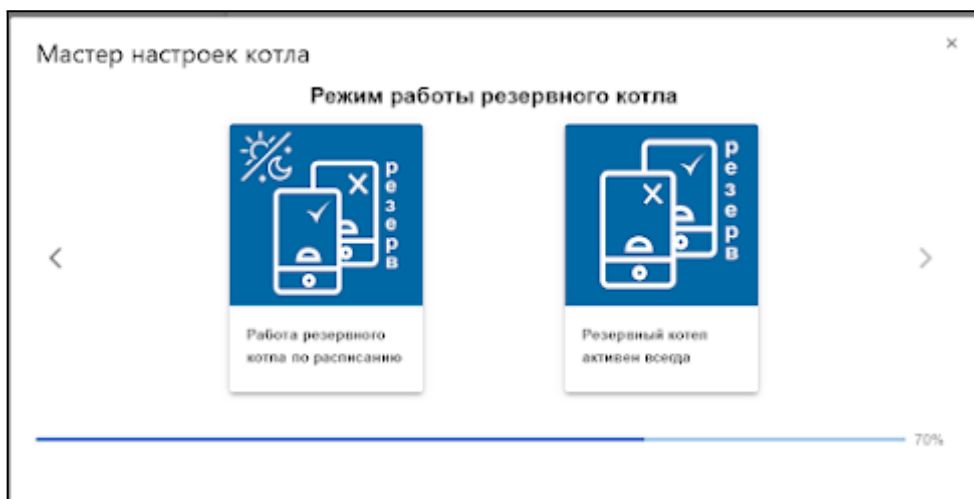 Мастер настроек котла
×
Режим работы резервного котла
резерв
резерв
Работа резервного
котла по расписанию
Резервный котел
активен всегда
70%